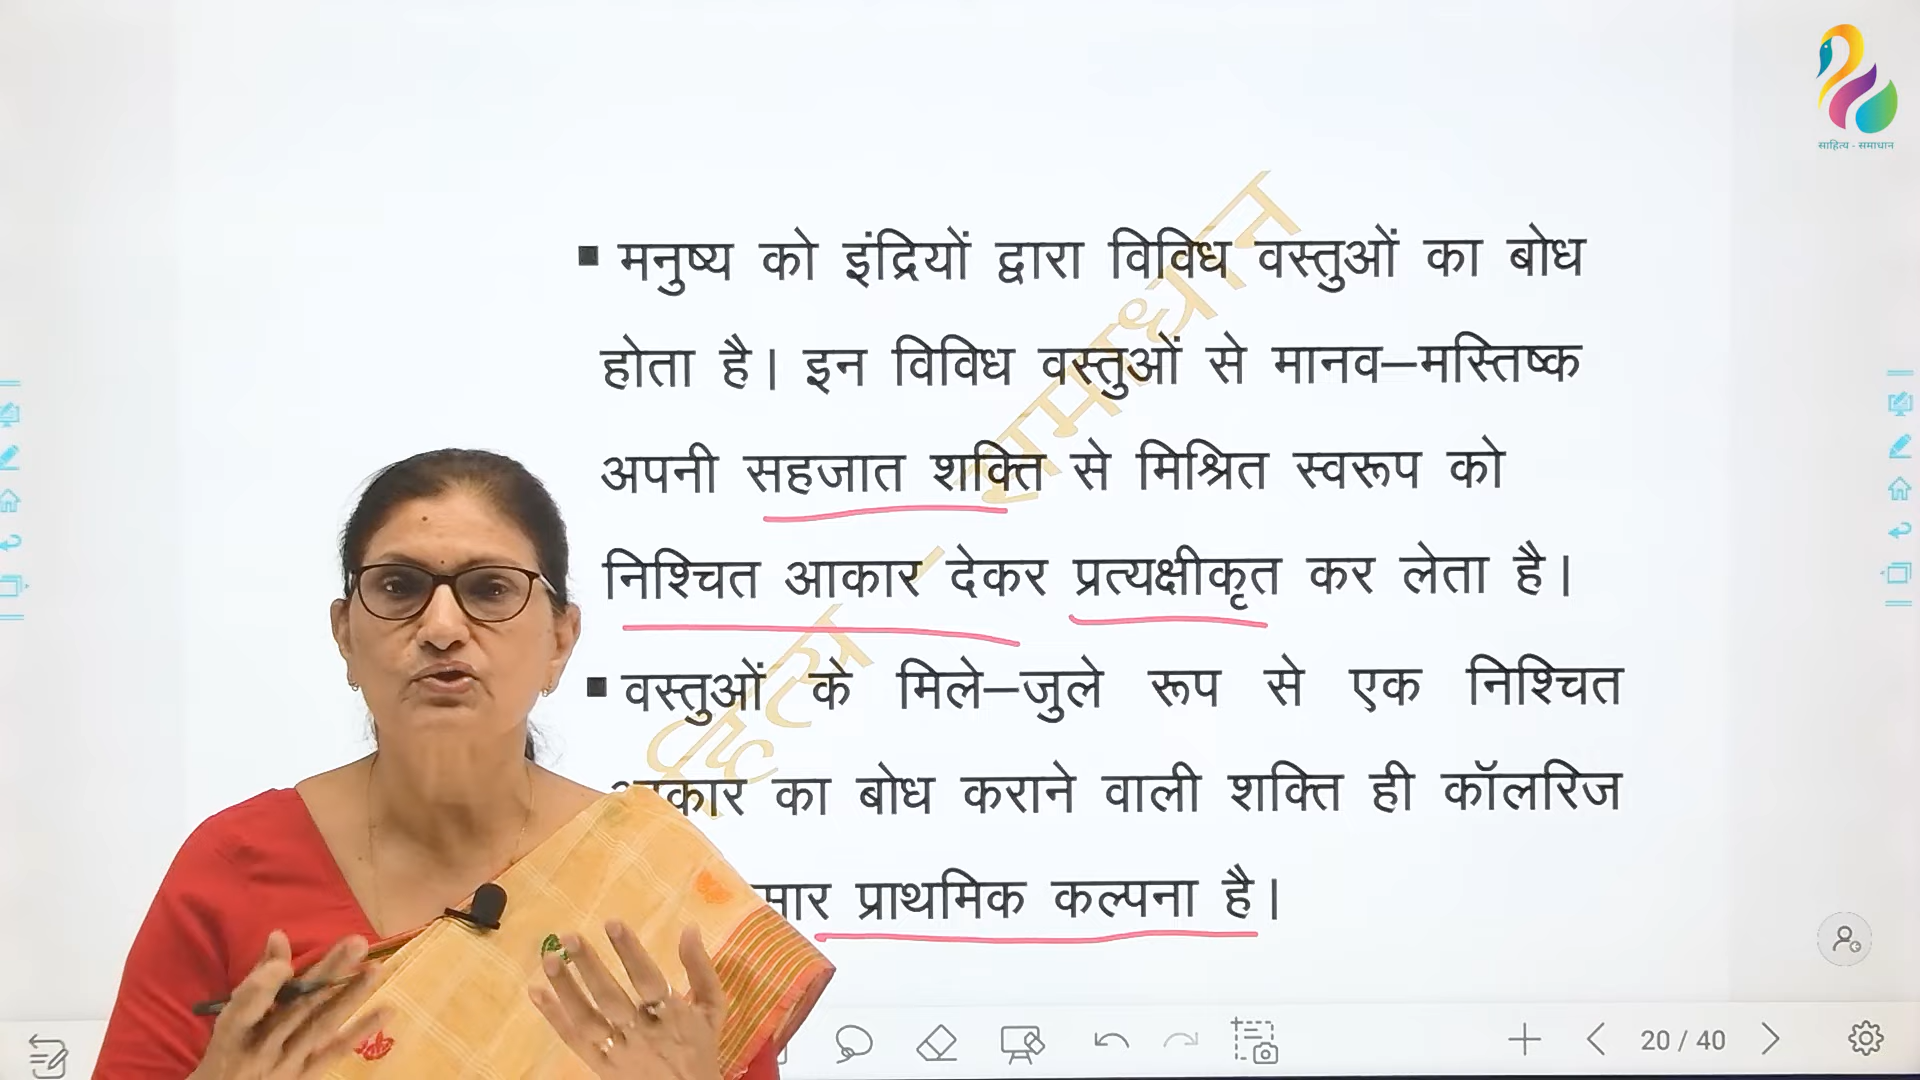 साहित्य - समाधान
मनुष्य को इंद्रियों द्वारा विविध वस्तुओं का बोध
होता है। इन विविध वस्तुओं से मानव–मस्तिष्क
अपनी सहजात शक्ति से मिश्रित स्वरूप को
निश्चित आकार देकर प्रत्यक्षीकृत कर लेता है।
वस्तुओं के मिले–जुले रूप से एक निश्चित
का बोध कराने वाली शक्ति ही कॉलरिज
प्राथमिक कल्पना है।
20 / 40